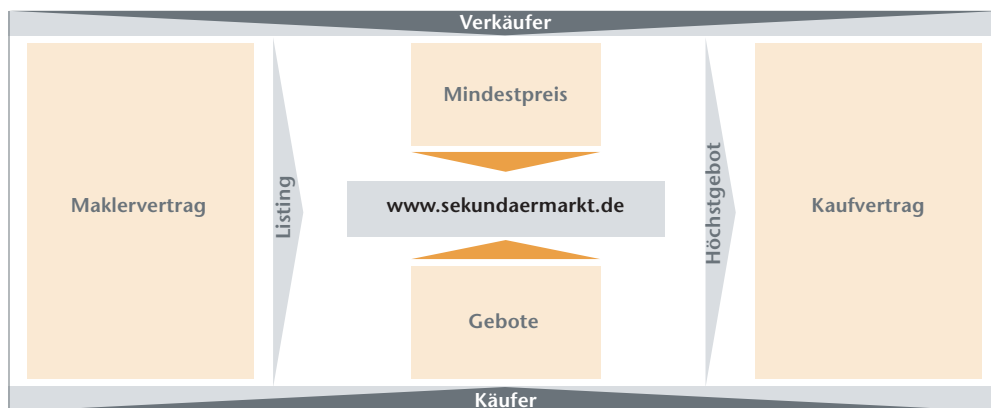 Verkäufer
Maklervertrag
Listing
Mindestpreis
www.sekundaermarkt.de
Gebote
Höchstgebot
Kaufvertrag
Käufer